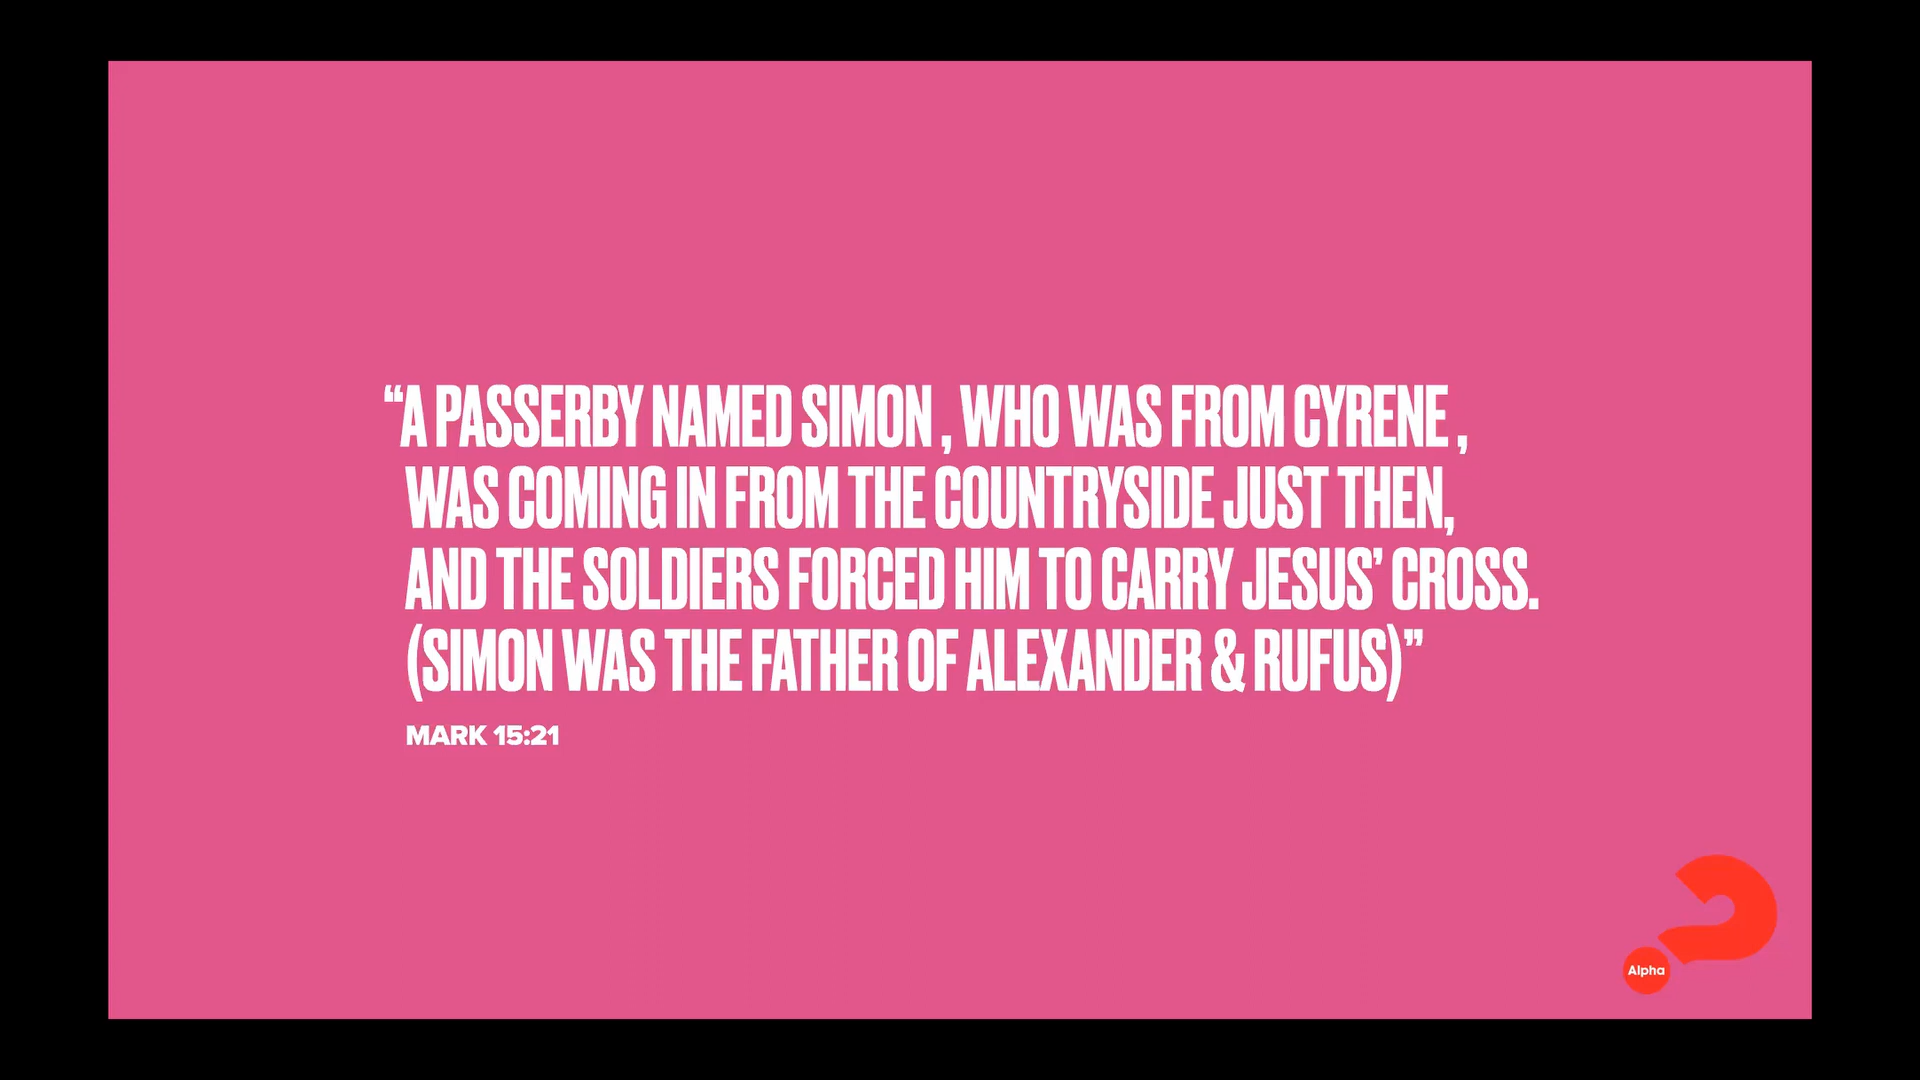 “A PASSERBY NAMED SIMON , WHO WAS FROM CYRENE ,
WAS COMING IN FROM THE COUNTRYSIDE JUST THEN,
AND THE SOLDIERS FORCED HIM TO CARRY JESUS’ CROSS.
(SIMON WAS THE FATHER OF ALEXANDER & RUFUS)”
MARK 15:21
Alpha